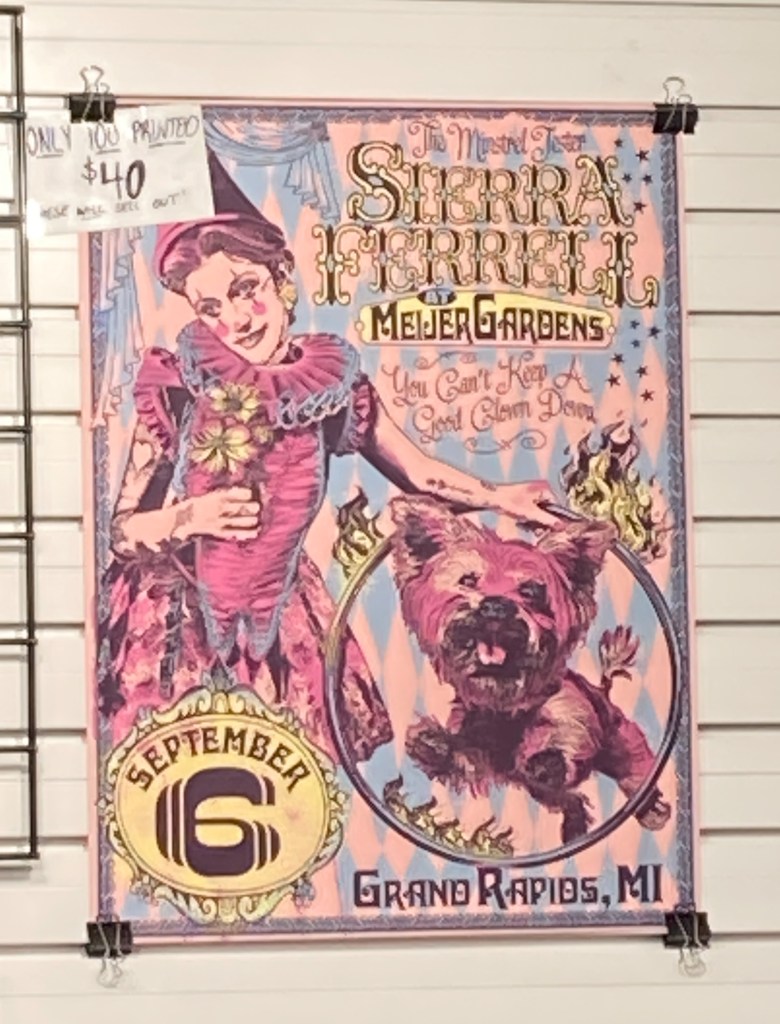 ONLY 100 PRINTED
$40
THESE WILL SELL OUT!
The Minstrel Jester
SIERRA
FERRELL
AT
MEIJER GARDENS
You Can't Keep A
Good Clown Down
SEPTEMBER
6
GRAND RAPIDS, MI